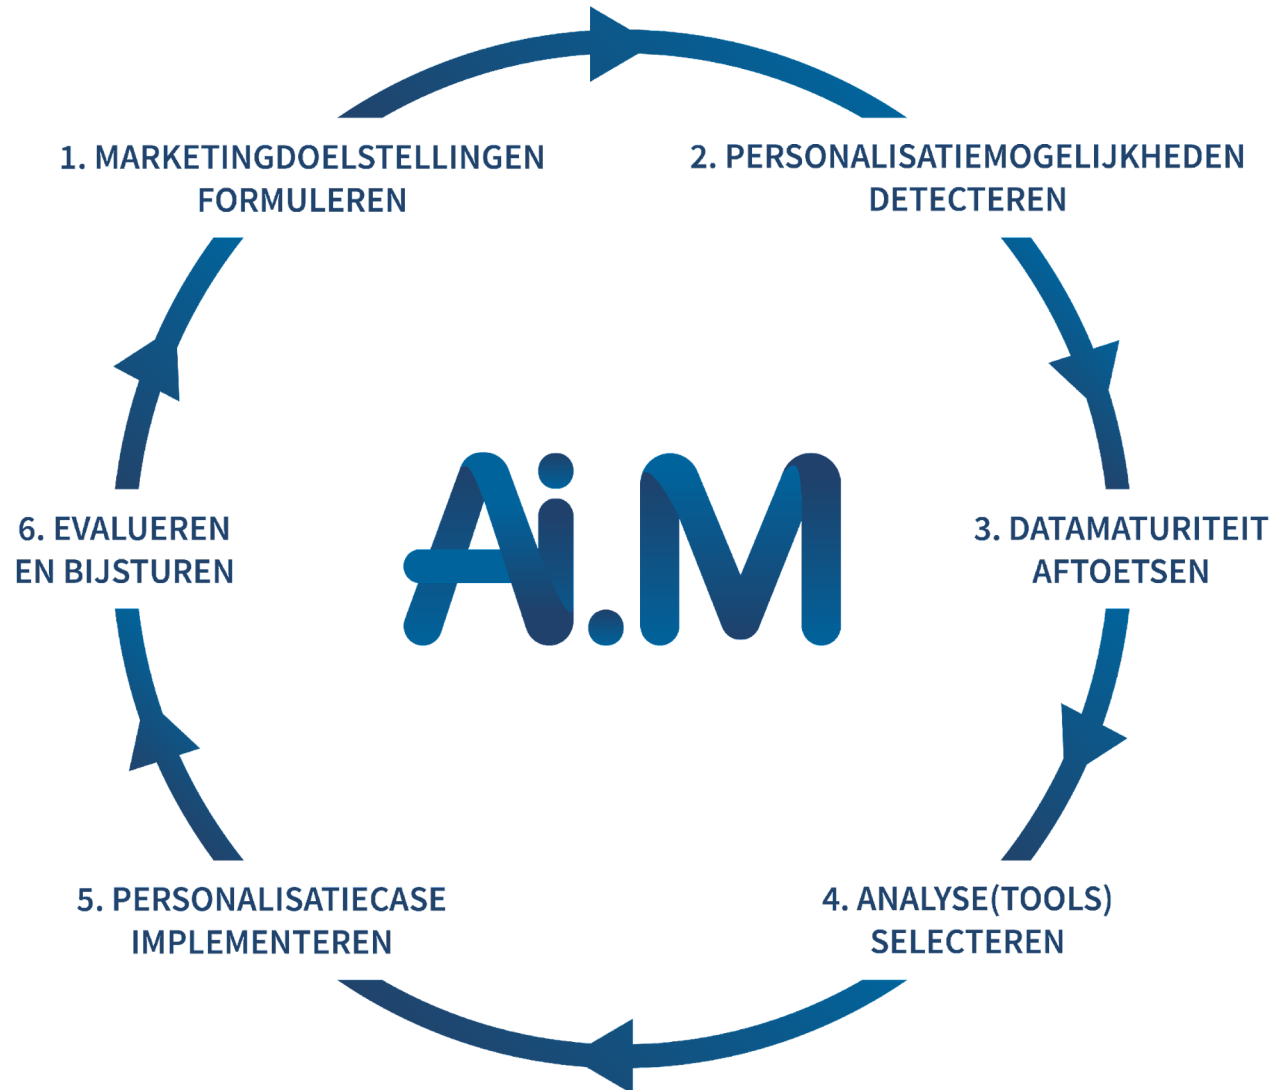 1. MARKETINGDOELSTELLINGEN
FORMULEREN
2. PERSONALISATIEMOGELIJKHEDEN
DETECTEREN
3. DATAMATURITEIT
AFTOETSEN
4. ANALYSE(TOOLS)
SELECTEREN
5. PERSONALISATIECASE
IMPLEMENTEREN
6. EVALUEREN
EN BIJSTUREN
Ai.M